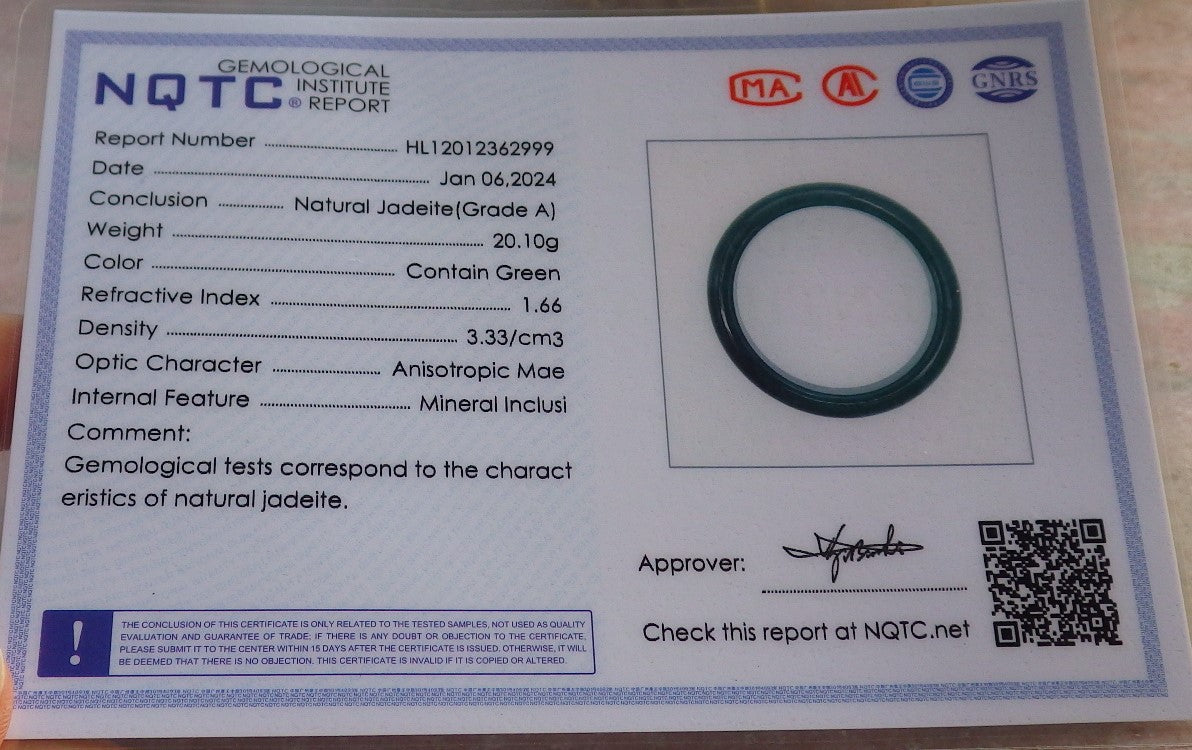 NQTC® GEMOLOGICAL INSTITUTE REPORT
MA
GNRS
Report Number ........ HL12012362999
Date ........ Jan 06,2024
Conclusion ........ Natural Jadeite(Grade A)
Weight ........ 20.10g
Color ........ Contain Green
Refractive Index ........ 1.66
Density ........ 3.33/cm3
Optic Character ........ Anisotropic Mae
Internal Feature ........ Mineral Inclusi
Comment:
Gemological tests correspond to the charact
eristics of natural jadeite.
Approver:
Check this report at NQTC.net
!
THE CONCLUSION OF THIS CERTIFICATE IS ONLY RELATED TO THE TESTED SAMPLES, NOT USED AS QUALITY
EVALUATION AND GUARANTEE OF TRADE; IF THERE IS ANY DOUBT OR OBJECTION TO THE CERTIFICATE,
PLEASE SUBMIT IT TO THE CENTER WITHIN 15 DAYS AFTER THE CERTIFICATE IS ISSUED. OTHERWISE, IT WILL
BE DEEMED THAT THERE IS NO OBJECTION. THIS CERTIFICATE IS INVALID IF IT IS COPIED OR ALTERED.